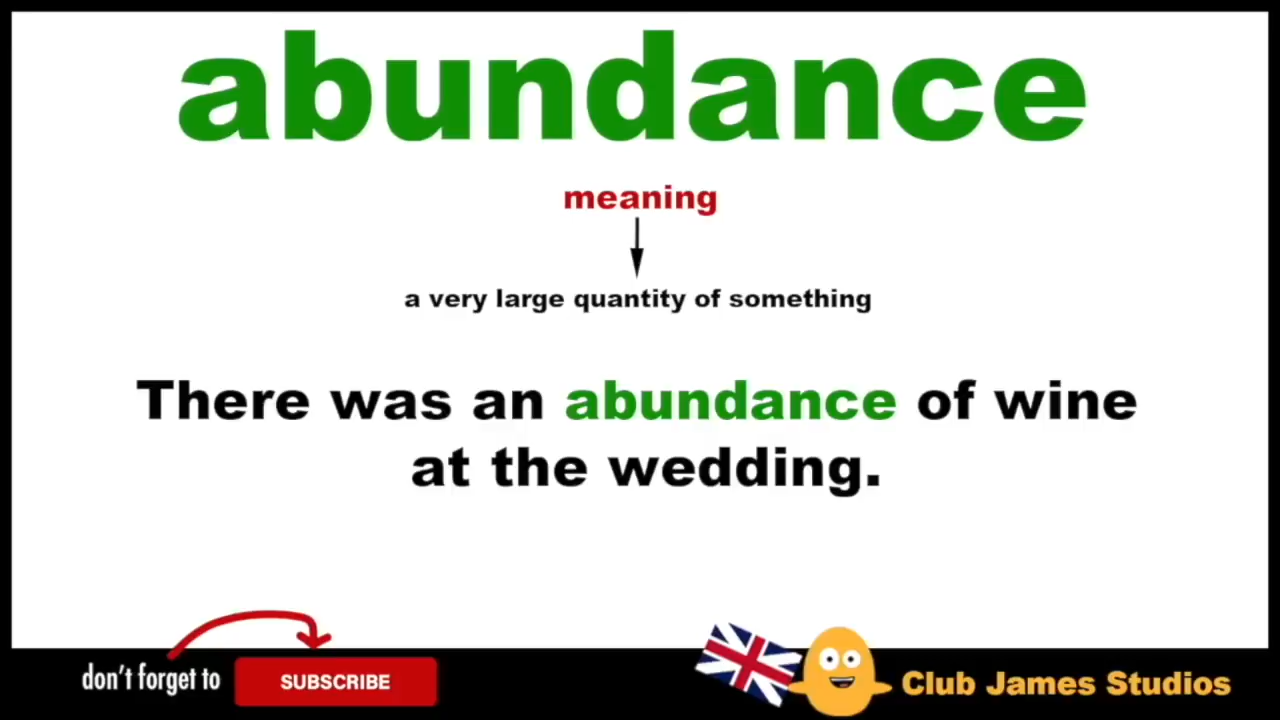 abundance
meaning
a very large quantity of something
There was an abundance of wine
at the wedding.
don't forget to SUBSCRIBE
Club James Studios